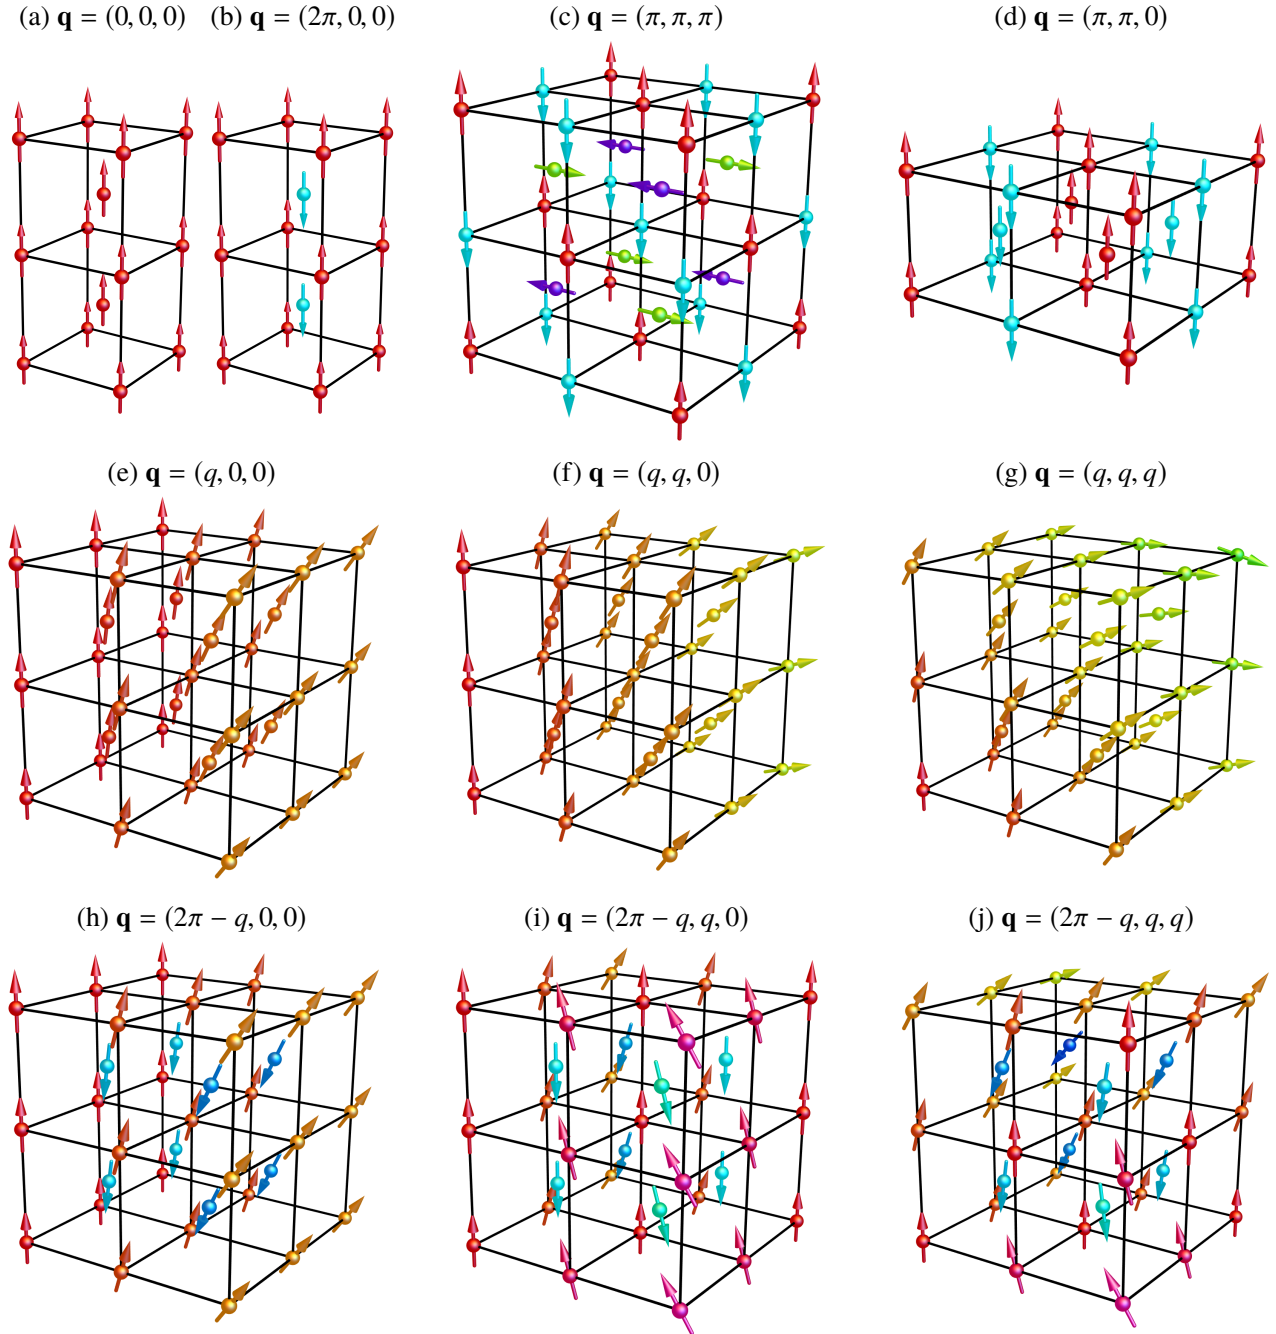 (a) q = (0, 0, 0)
(b) q = (2π, 0, 0)
(c) q = (π, π, π)
(d) q = (π, π, 0)
(e) q = (q, 0, 0)
(f) q = (q, q, 0)
(g) q = (q, q, q)
(h) q = (2π − q, 0, 0)
(i) q = (2π − q, q, 0)
(j) q = (2π − q, q, q)